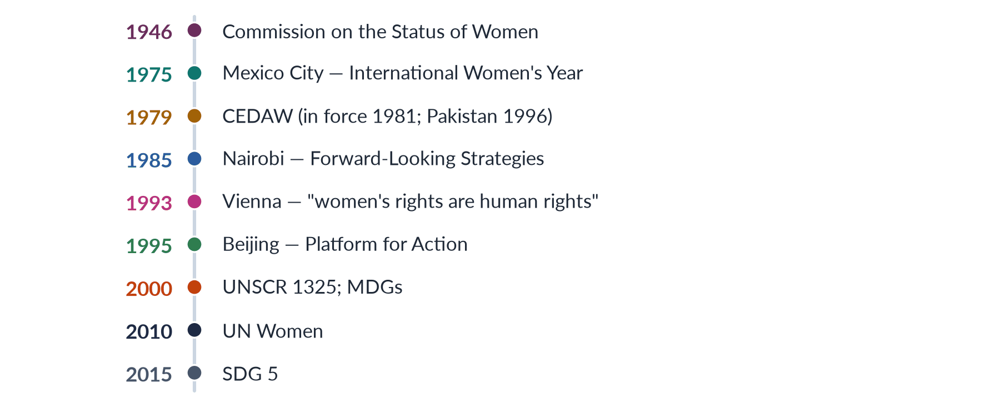 1946 Commission on the Status of Women
1975 Mexico City — International Women's Year
1979 CEDAW (in force 1981; Pakistan 1996)
1985 Nairobi — Forward-Looking Strategies
1993 Vienna — "women's rights are human rights"
1995 Beijing — Platform for Action
2000 UNSCR 1325; MDGs
2010 UN Women
2015 SDG 5